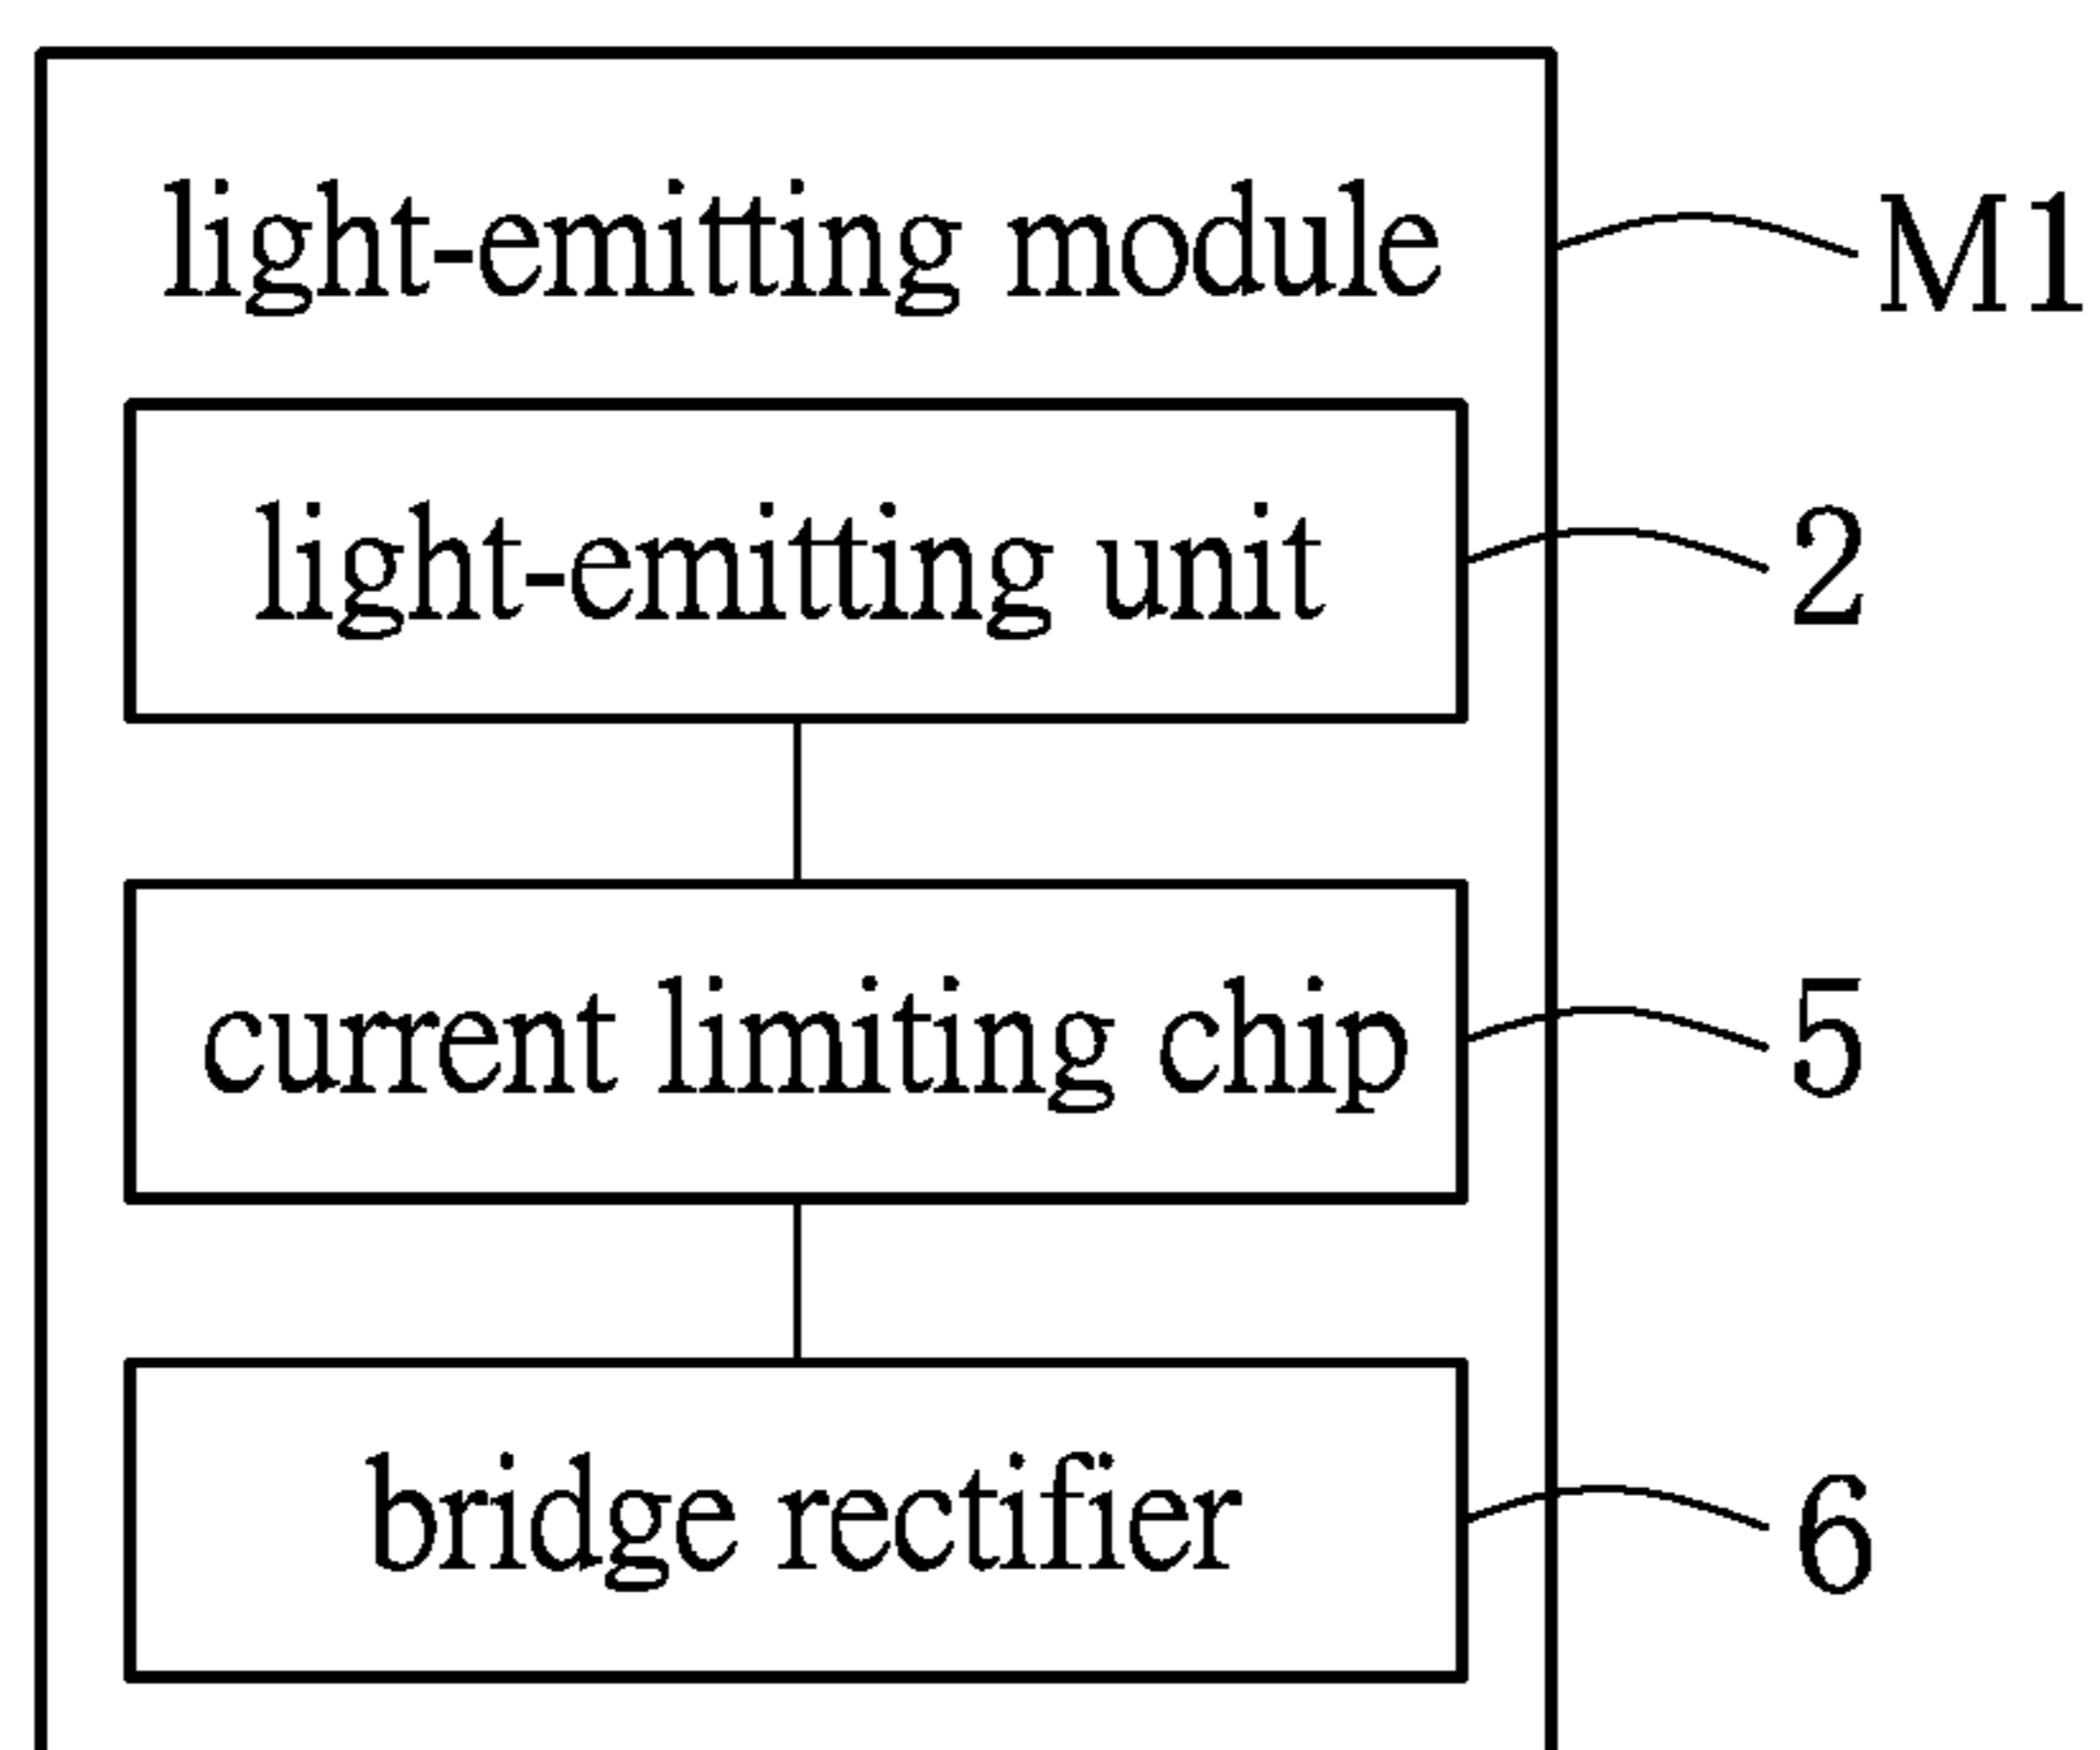 light-emitting module M1
light-emitting unit 2
current limiting chip 5
bridge rectifier 6